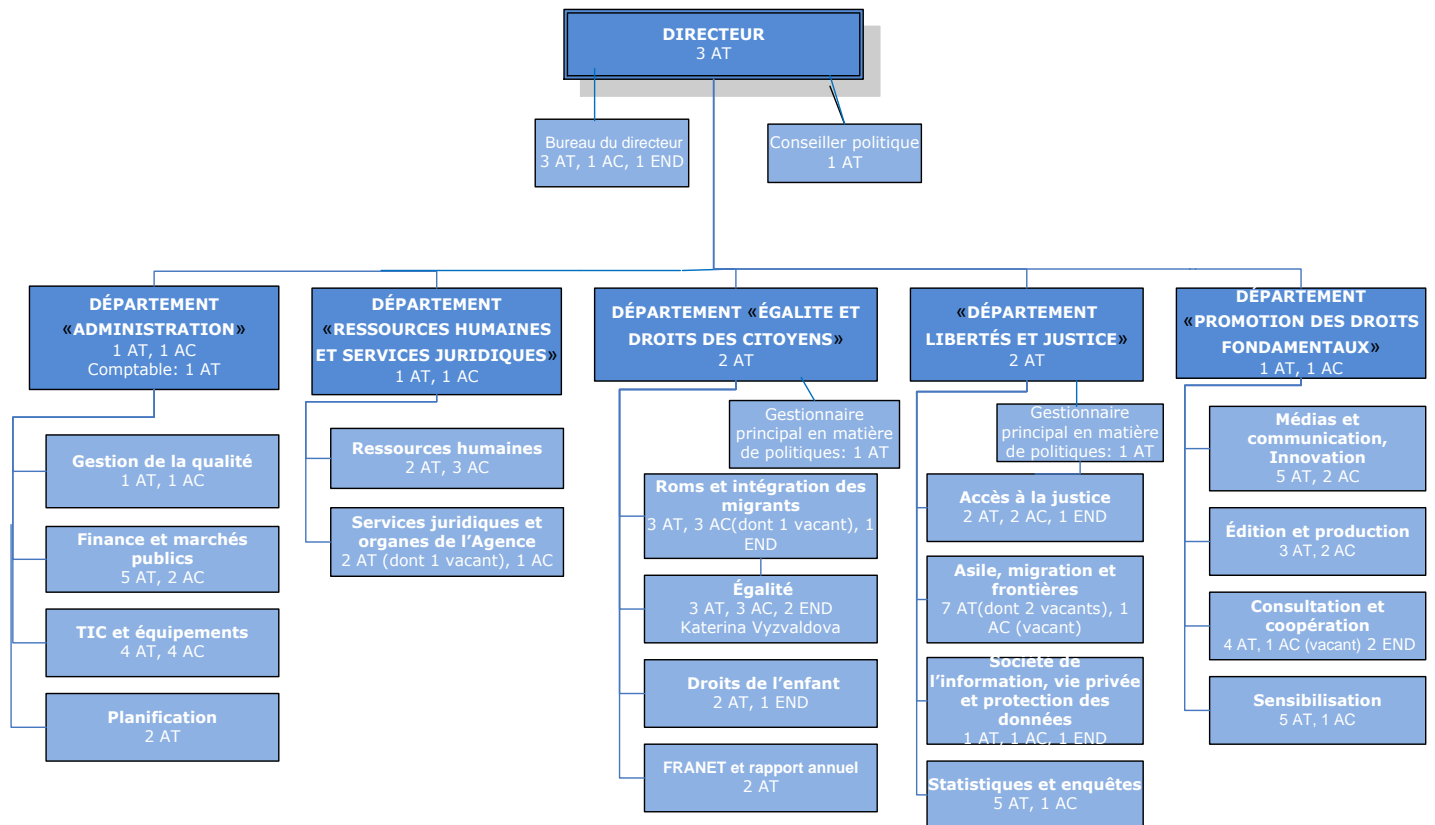 DIRECTEUR
3 AT
Bureau du directeur
3 AT, 1 AC, 1 END
Conseiller politique
1 AT
DÉPARTEMENT
«ADMINISTRATION»
1 AT, 1 AC
Comptable: 1 AT
Gestion de la qualité
1 AT, 1 AC
Finance et marchés
publics
5 AT, 2 AC
TIC et équipements
4 AT, 4 AC
Planification
2 AT
DÉPARTEMENT
«RESSOURCES HUMAINES
ET SERVICES JURIDIQUES»
1 AT, 1 AC
Ressources humaines
2 AT, 3 AC
Services juridiques et
organes de l’Agence
2 AT (dont 1 vacant), 1 AC
DÉPARTEMENT «ÉGALITE ET
DROITS DES CITOYENS»
2 AT
Gestionnaire
principal en matière
de politiques: 1 AT
Roms et intégration des
migrants
3 AT, 3 AC(dont 1 vacant), 1
END
Égalité
3 AT, 3 AC, 2 END
Katerina Vyzvaldova
Droits de l’enfant
2 AT, 1 END
FRANET et rapport annuel
2 AT
«DÉPARTEMENT
LIBERTÉS ET JUSTICE»
2 AT
Gestionnaire
principal en matière
de politiques: 1 AT
Accès à la justice
2 AT, 2 AC, 1 END
Asile, migration et
frontières
7 AT(dont 2 vacants), 1
AC (vacant)
Société de
l’information, vie privée
et protection des
données
1 AT, 1 AC, 1 END
Statistiques et enquêtes
5 AT, 1 AC
DÉPARTEMENT
«PROMOTION DES DROITS
FONDAMENTAUX»
1 AT, 1 AC
Médias et
communication,
Innovation
5 AT, 2 AC
Édition et production
3 AT, 2 AC
Consultation et
coopération
4 AT, 1 AC (vacant) 2 END
Sensibilisation
5 AT, 1 AC